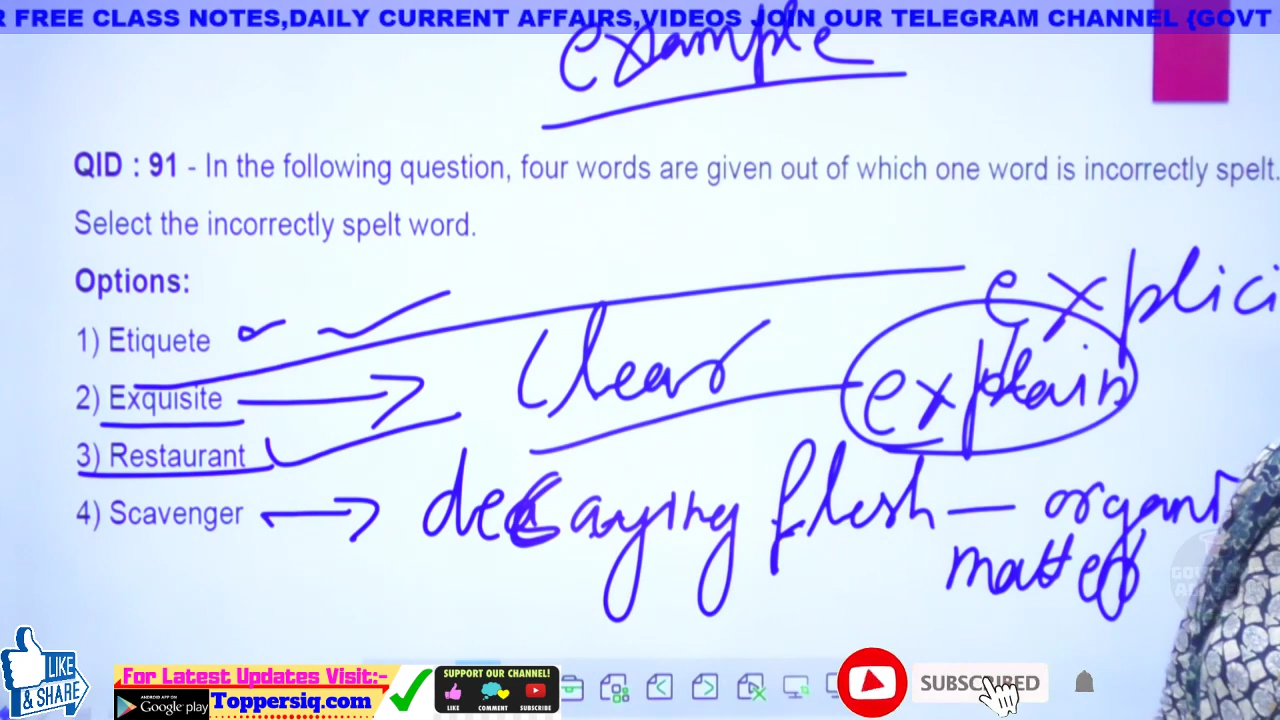 R FREE CLASS NOTES,DAILY CURRENT AFFAIRS,VIDEOS JOIN OUR TELEGRAM CHANNEL {GOVT
example
QID : 91 - In the following question, four words are given out of which one word is incorrectly spelt.
Select the incorrectly spelt word.
Options:
explici
1) Etiquete
clear
explain
2) Exquisite
3) Restaurant
4) Scavenger
decaying flesh — organi
matter
LIKE
& SHARE
For Latest Updates Visit:-
ANDROID APP ON
Google play
Toppersiq.com
SUPPORT OUR CHANNEL!
LIKE COMMENT SUBSCRIBE
SUBSCRIBED